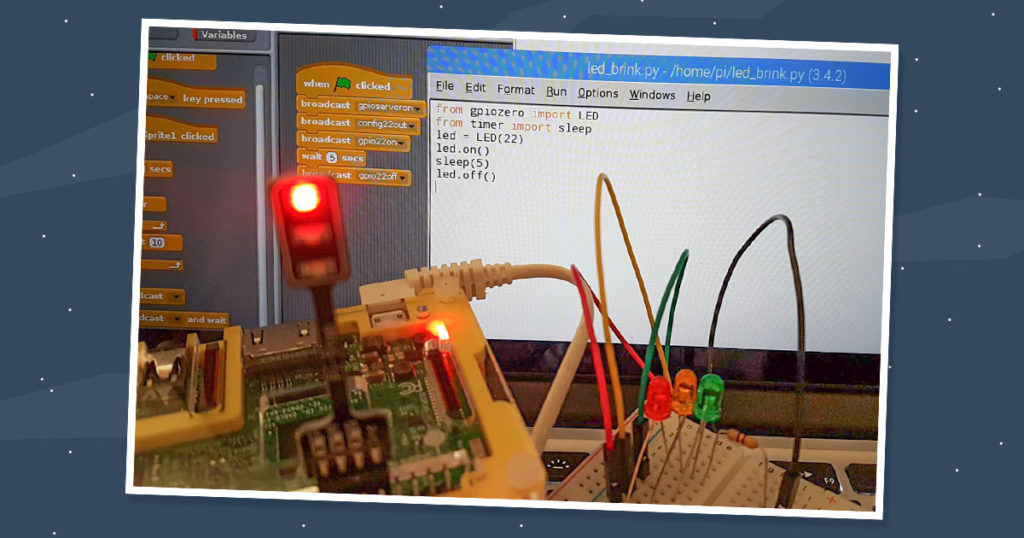 Variables
clicked
key pressed
Sprite1 clicked
secs
10
and wait
when clicked
broadcast gpioserveron
broadcast config22out
broadcast gpio22on
wait 5 secs
broadcast gpio22off
led_brink.py - /home/pi/led_brink.py (3.4.2)
File Edit Format Run Options Windows Help
from gpiozero import LED
from timer import sleep
led = LED(22)
led.on()
sleep(5)
led.off()
F9